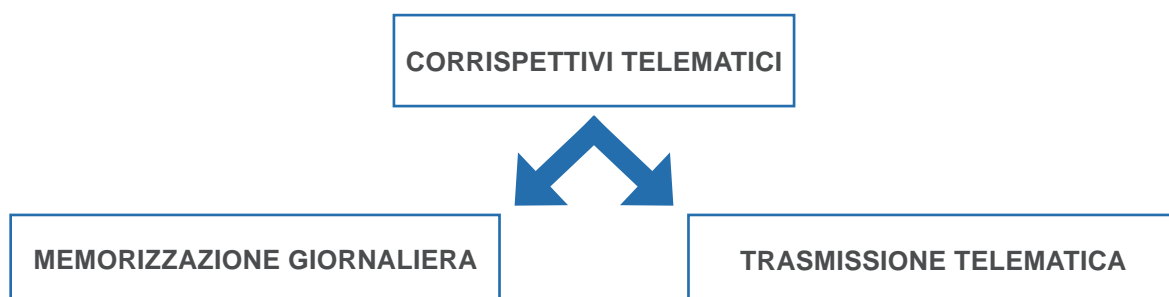 CORRISPETTIVI TELEMATICI
MEMORIZZAZIONE GIORNALIERA
TRASMISSIONE TELEMATICA